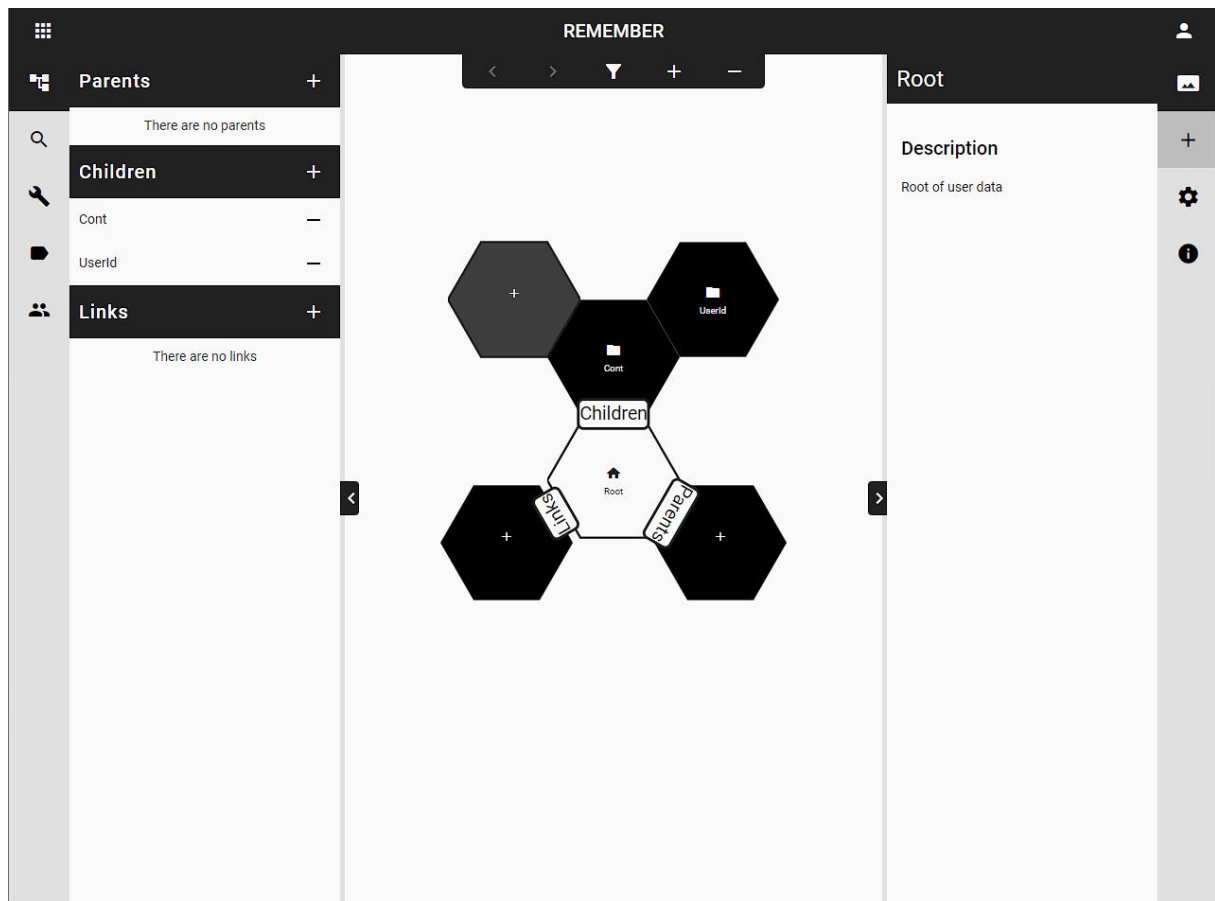 REMEMBER
Parents
There are no parents
Children
Cont
UserId
Links
There are no links
UserId
Cont
Children
Root
Links
Parents
Root
Description
Root of user data